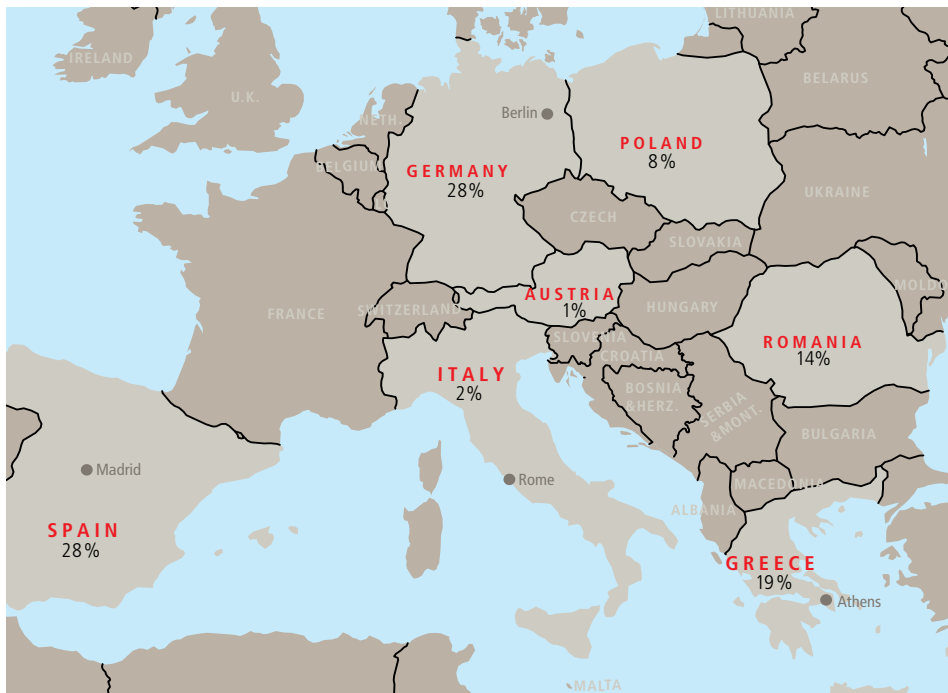 LITHUANIA
IRELAND
BELARUS
U.K.
Berlin
NETH.
POLAND
8%
BELGIUM
GERMANY
28%
UKRAINE
CZECH
SLOVAKIA
MOLDO
AUSTRIA
1%
HUNGARY
SWITZERLAND
FRANCE
SLOVENIA
ROMANIA
14%
CROATIA
ITALY
2%
BOSNIA
&HERZ.
SERBIA
&MONT.
BULGARIA
Madrid
Rome
MACEDONIA
ALBANIA
SPAIN
28%
GREECE
19%
Athens
MALTA